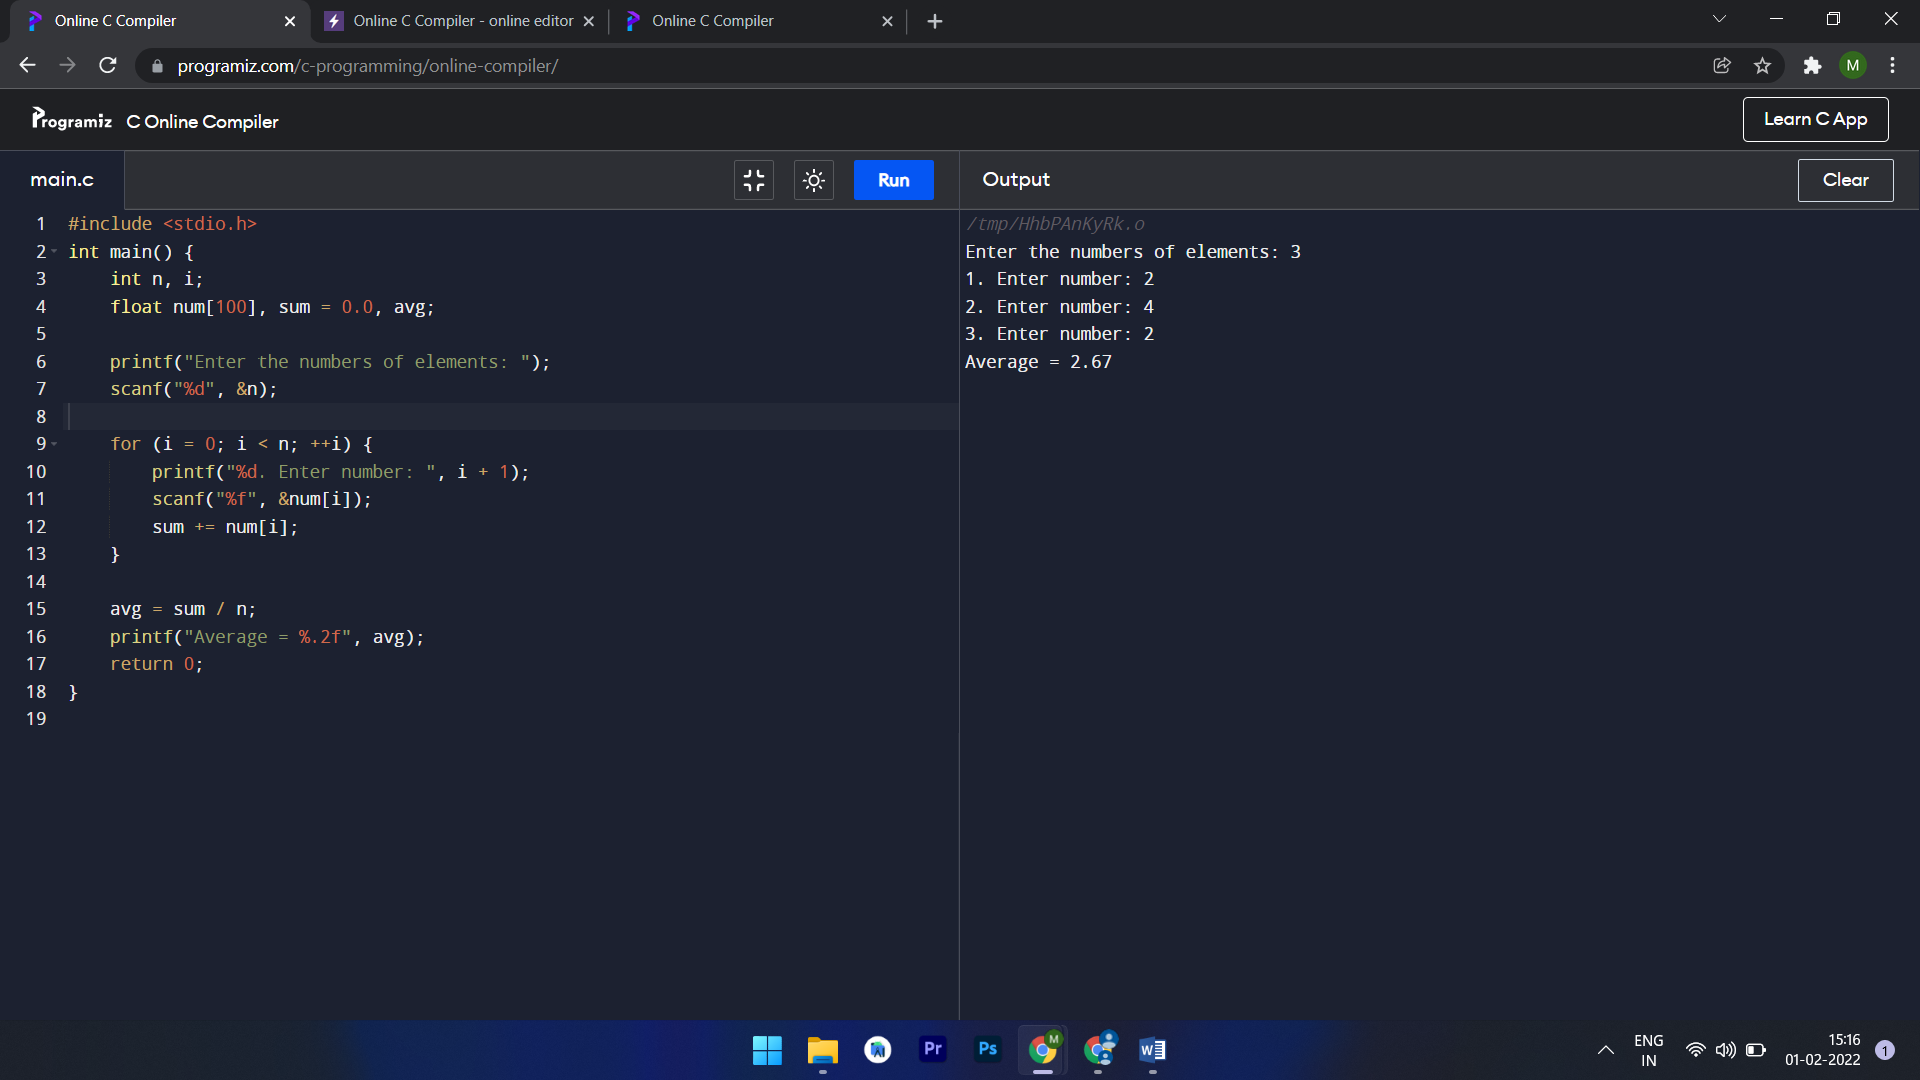 Online C Compiler
Online C Compiler - online editor
Online C Compiler
programiz.com/c-programming/online-compiler/
M
Programiz C Online Compiler
Learn C App
main.c
Run
Output
Clear
1 #include <stdio.h>
2 int main() {
3     int n, i;
4     float num[100], sum = 0.0, avg;
5
6     printf("Enter the numbers of elements: ");
7     scanf("%d", &n);
8
9     for (i = 0; i < n; ++i) {
10         printf("%d. Enter number: ", i + 1);
11         scanf("%f", &num[i]);
12         sum += num[i];
13     }
14
15     avg = sum / n;
16     printf("Average = %.2f", avg);
17     return 0;
18 }
19
/tmp/HhbPAnKyRk.o
Enter the numbers of elements: 3
1. Enter number: 2
2. Enter number: 4
3. Enter number: 2
Average = 2.67
Pr
Ps
M
W
ENG
IN
15:16
01-02-2022
1